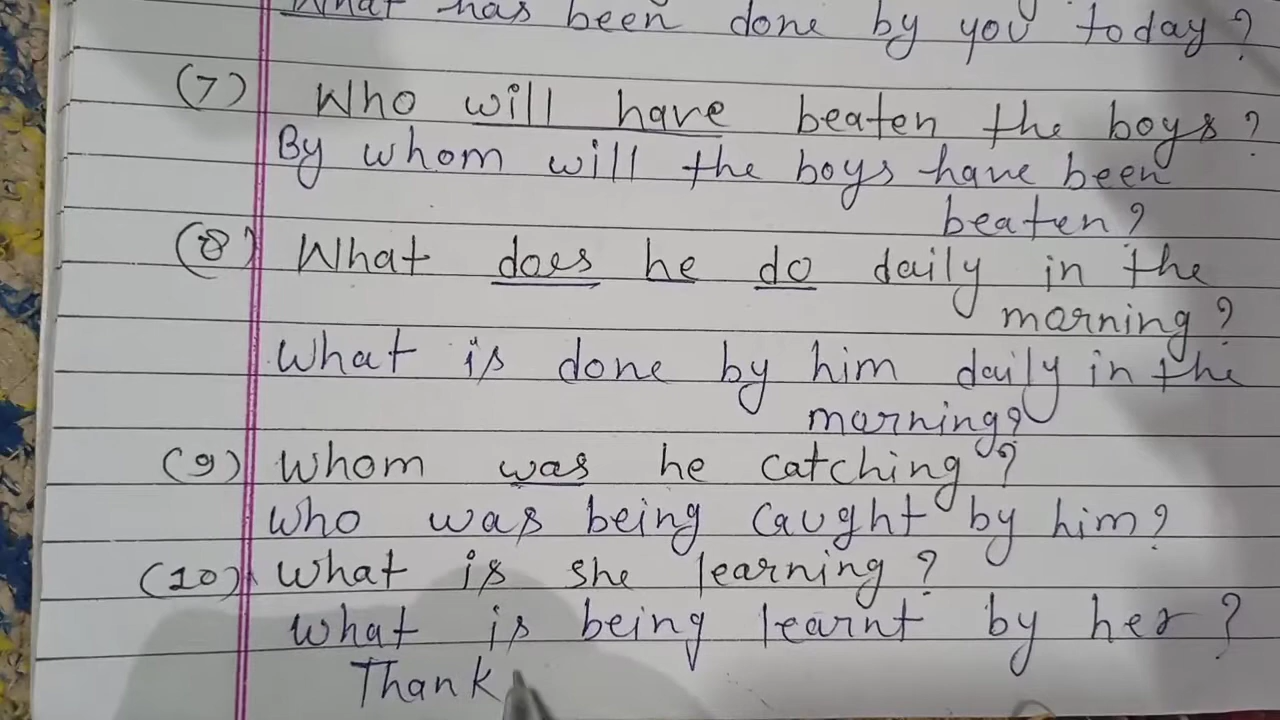 What has been done by you today?
(7) Who will have beaten the boys?
By whom will the boys have been
beaten?
(8) What does he do daily in the
morning?
What is done by him daily in the
morning?
(9) Whom was he catching?
Who was being caught by him?
(10) What is she learning?
What is being learnt by her?
Thank